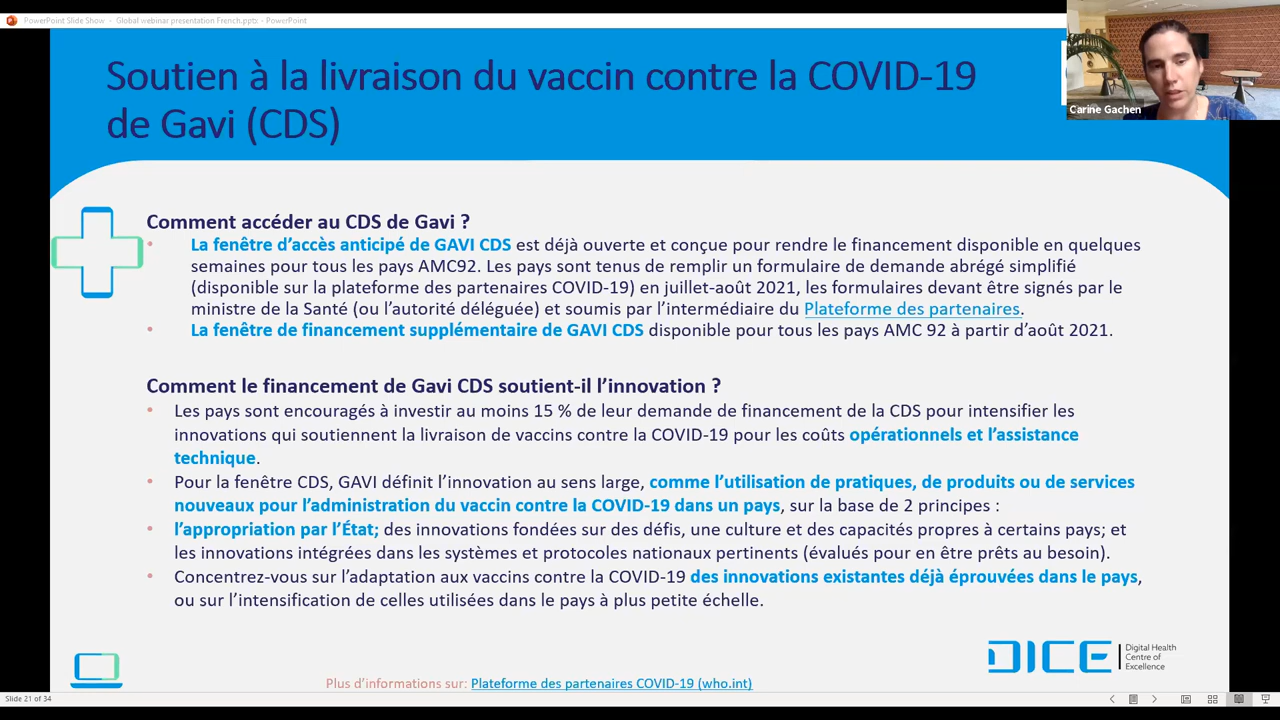 PowerPoint Slide Show - Global webinar presentation French.pptx - PowerPoint
Carine Gachen
Soutien à la livraison du vaccin contre la COVID-19
de Gavi (CDS)
Comment accéder au CDS de Gavi ?
• La fenêtre d’accès anticipé de GAVI CDS est déjà ouverte et conçue pour rendre le financement disponible en quelques
semaines pour tous les pays AMC92. Les pays sont tenus de remplir un formulaire de demande abrégé simplifié
(disponible sur la plateforme des partenaires COVID-19) en juillet-août 2021, les formulaires devant être signés par le
ministre de la Santé (ou l’autorité déléguée) et soumis par l’intermédiaire du Plateforme des partenaires.
• La fenêtre de financement supplémentaire de GAVI CDS disponible pour tous les pays AMC 92 à partir d’août 2021.
Comment le financement de Gavi CDS soutient-il l’innovation ?
• Les pays sont encouragés à investir au moins 15 % de leur demande de financement de la CDS pour intensifier les
innovations qui soutiennent la livraison de vaccins contre la COVID-19 pour les coûts opérationnels et l’assistance
technique.
• Pour la fenêtre CDS, GAVI définit l’innovation au sens large, comme l’utilisation de pratiques, de produits ou de services
nouveaux pour l’administration du vaccin contre la COVID-19 dans un pays, sur la base de 2 principes :
• l’appropriation par l’État; des innovations fondées sur des défis, une culture et des capacités propres à certains pays; et
les innovations intégrées dans les systèmes et protocoles nationaux pertinents (évalués pour en être prêts au besoin).
• Concentrez-vous sur l’adaptation aux vaccins contre la COVID-19 des innovations existantes déjà éprouvées dans le pays,
ou sur l’intensification de celles utilisées dans le pays à plus petite échelle.
DICE
Digital Health
Centre of
Excellence
Plus d’informations sur: Plateforme des partenaires COVID-19 (who.int)
Slide 21 of 34